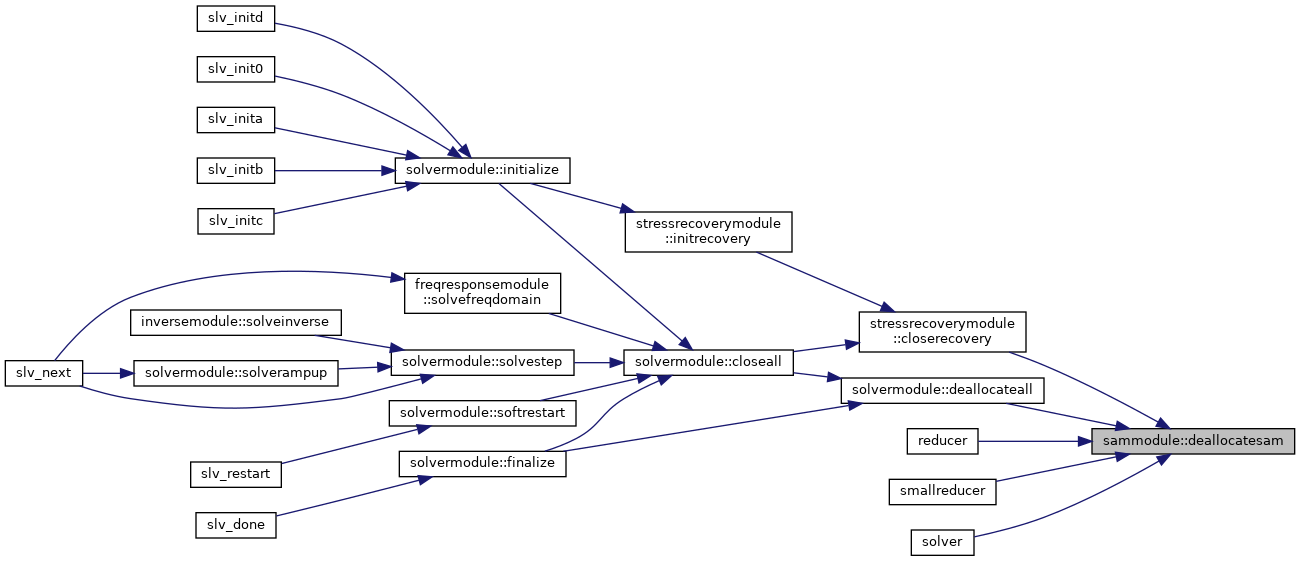 slv_initd
slv_init0
slv_inita
slv_initb
slv_initc
solvermodule::initialize
stressrecoverymodule
::initrecovery
freqresponsemodule
::solvefreqdomain
inversemodule::solveinverse
slv_next
solvermodule::solverampup
solvermodule::solvestep
solvermodule::closeall
stressrecoverymodule
::closerecovery
solvermodule::deallocateall
solvermodule::softrestart
slv_restart
solvermodule::finalize
slv_done
reducer
smallreducer
solver
sammodule::deallocatesam